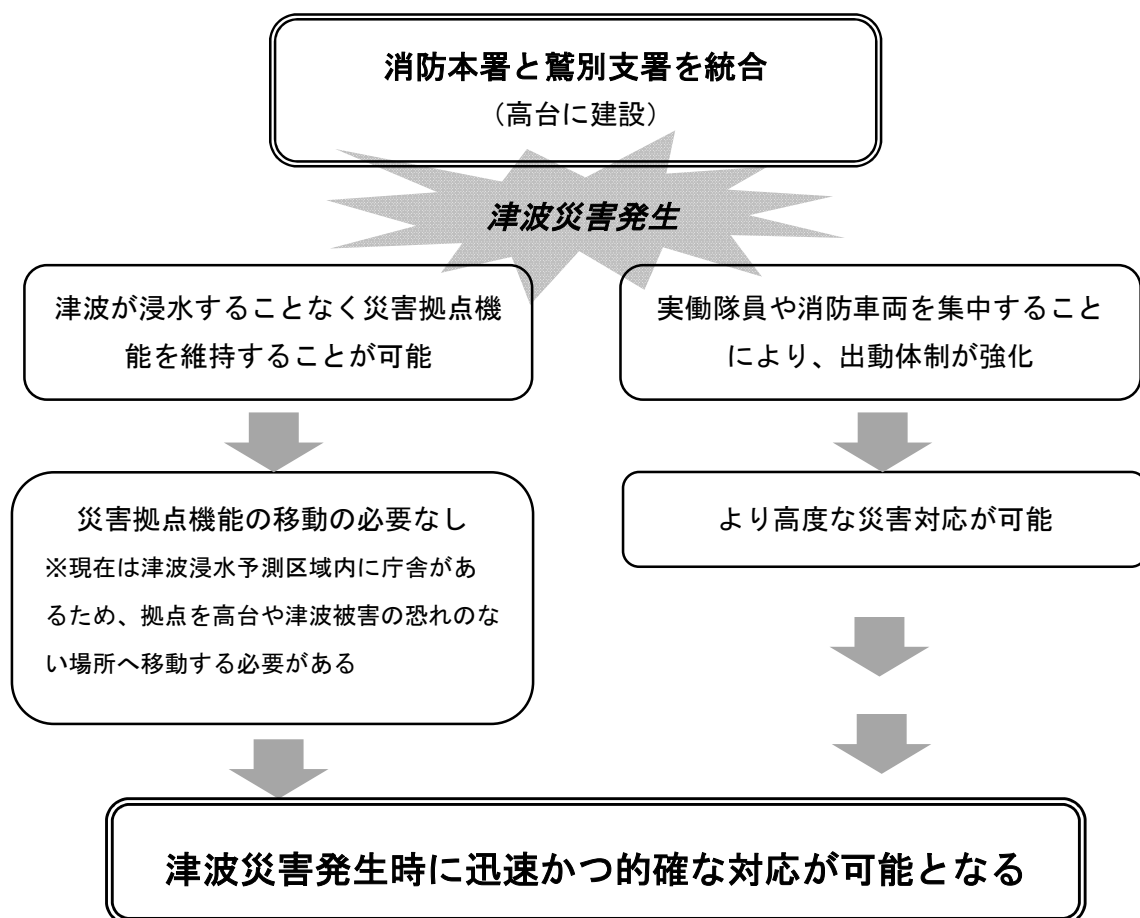 消防本署と鷲別支署を統合
（高台に建設）
津波災害発生
津波が浸水することなく災害拠点機
能を維持することが可能
実働隊員や消防車両を集中すること
により、出動体制が強化
災害拠点機能の移動の必要なし
※現在は津波浸水予測区域内に庁舎があ
るため、拠点を高台や津波被害の恐れのな
い場所へ移動する必要がある
より高度な災害対応が可能
津波災害発生時に迅速かつ的確な対応が可能となる